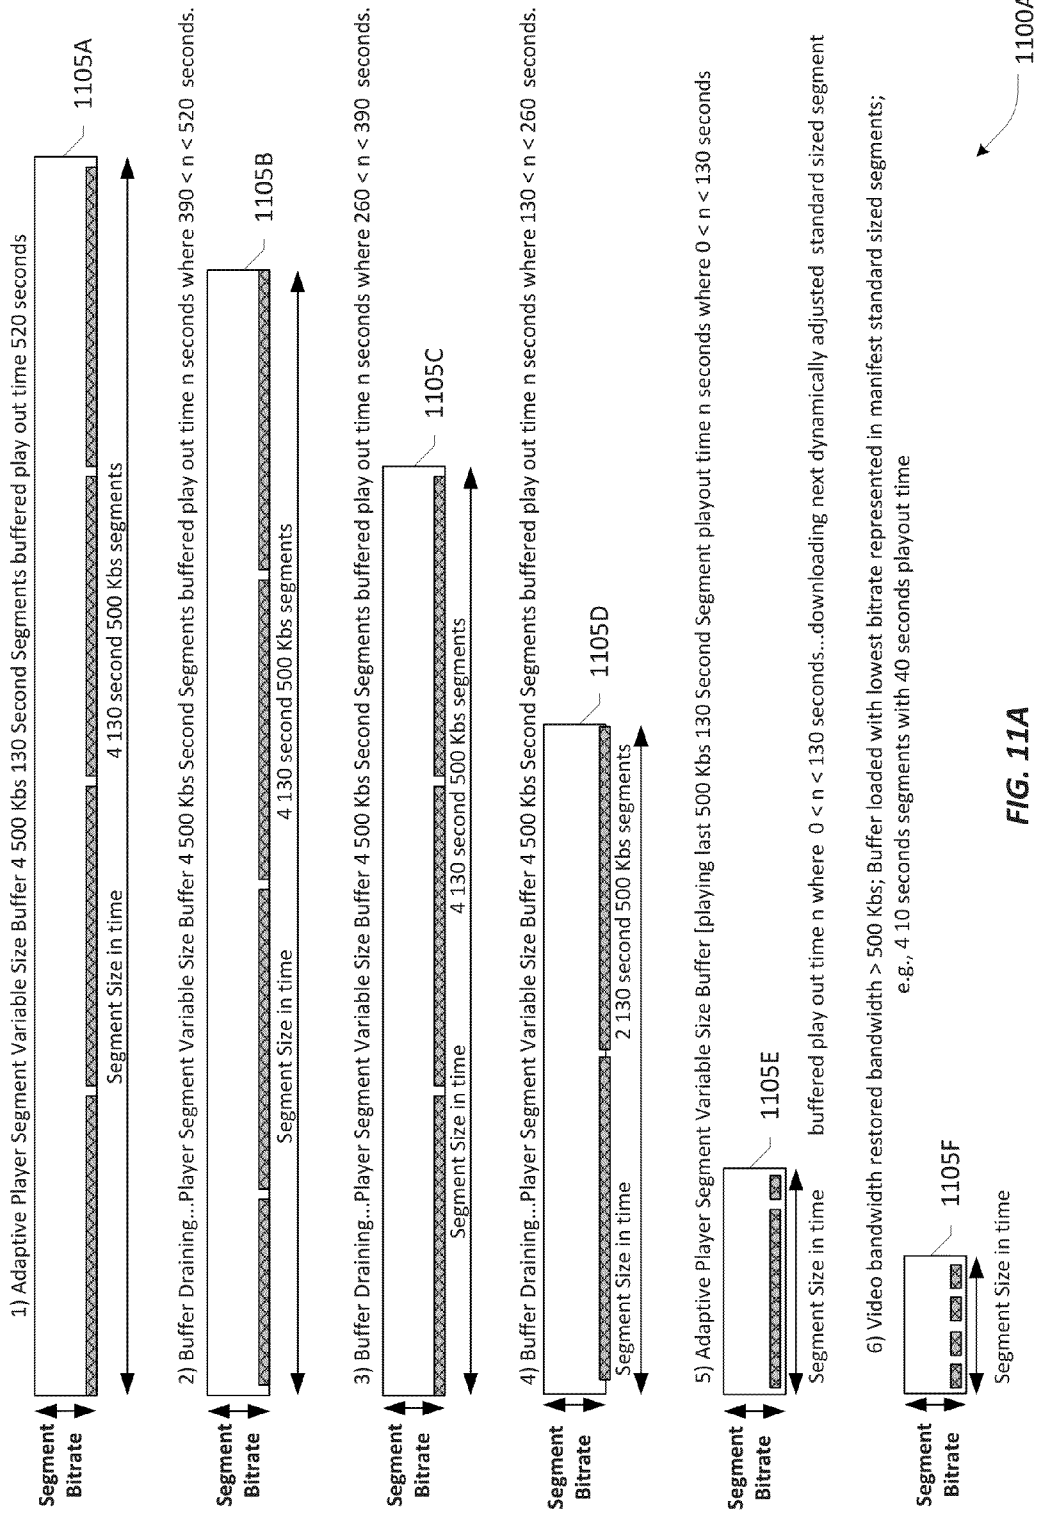 1) Adaptive Player Segment Variable Size Buffer 4 500 Kbs 130 Second Segments buffered play out time 520 seconds
1105A
Segment
Bitrate
Segment Size in time
4 130 second 500 Kbs segments
2) Buffer Draining...Player Segment Variable Size Buffer 4 500 Kbs Second Segments buffered play out time n seconds where 390 < n < 520 seconds.
1105B
Segment
Bitrate
Segment Size in time
4 130 second 500 Kbs segments
3) Buffer Draining...Player Segment Variable Size Buffer 4 500 Kbs Second Segments buffered play out time n seconds where 260 < n < 390 seconds.
1105C
Segment
Bitrate
Segment Size in time
4 130 second 500 Kbs segments
4) Buffer Draining...Player Segment Variable Size Buffer 4 500 Kbs Second Segments buffered play out time n seconds where 130 < n < 260 seconds.
1105D
Segment
Bitrate
Segment Size in time
2 130 second 500 Kbs segments
5) Adaptive Player Segment Variable Size Buffer [playing last 500 Kbs 130 Second Segment playout time n seconds where 0 < n < 130 seconds
1105E
Segment
Bitrate
Segment Size in time
buffered play out time n where 0 < n < 130 seconds...downloading next dynamically adjusted standard sized segment
6) Video bandwidth restored bandwidth > 500 Kbs; Buffer loaded with lowest bitrate represented in manifest standard sized segments;
e.g., 4 10 seconds segments with 40 seconds playout time
1105F
Segment
Bitrate
Segment Size in time
FIG. 11A
1100A